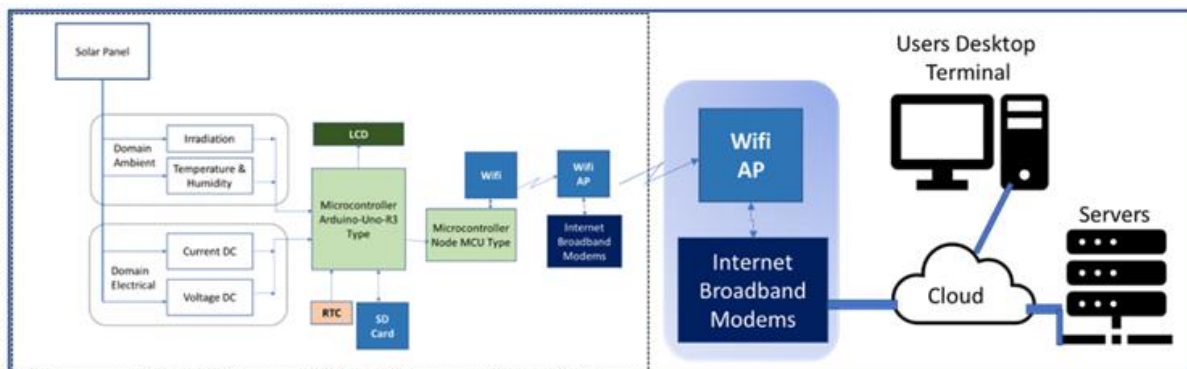 Solar Panel
Domain
Ambient
Irradiation
Temperature &
Humidity
Domain
Electrical
Current DC
Voltage DC
LCD
Microcontroller
Arduino-Uno-R3
Type
RTC
SD
Card
Wifi
Microcontroller
Node MCU Type
Wifi
AP
Internet
Broadband
Modems
Wifi
AP
Internet
Broadband
Modems
Users Desktop
Terminal
Cloud
Servers